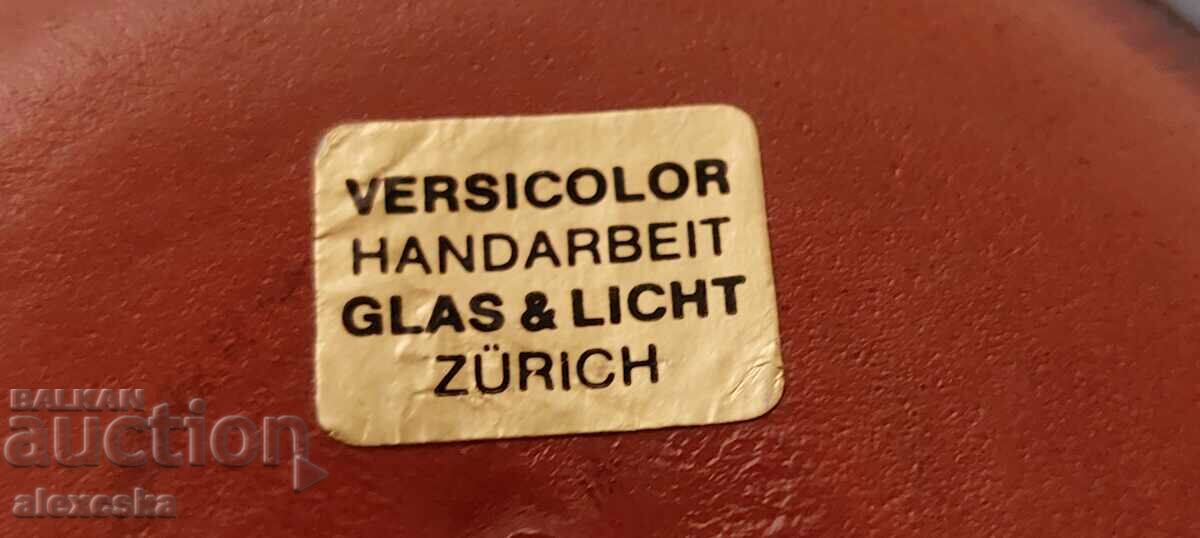 VERSICOLOR
HANDARBEIT
GLAS & LICHT
ZÜRICH
BALKAN
auction
alexcska